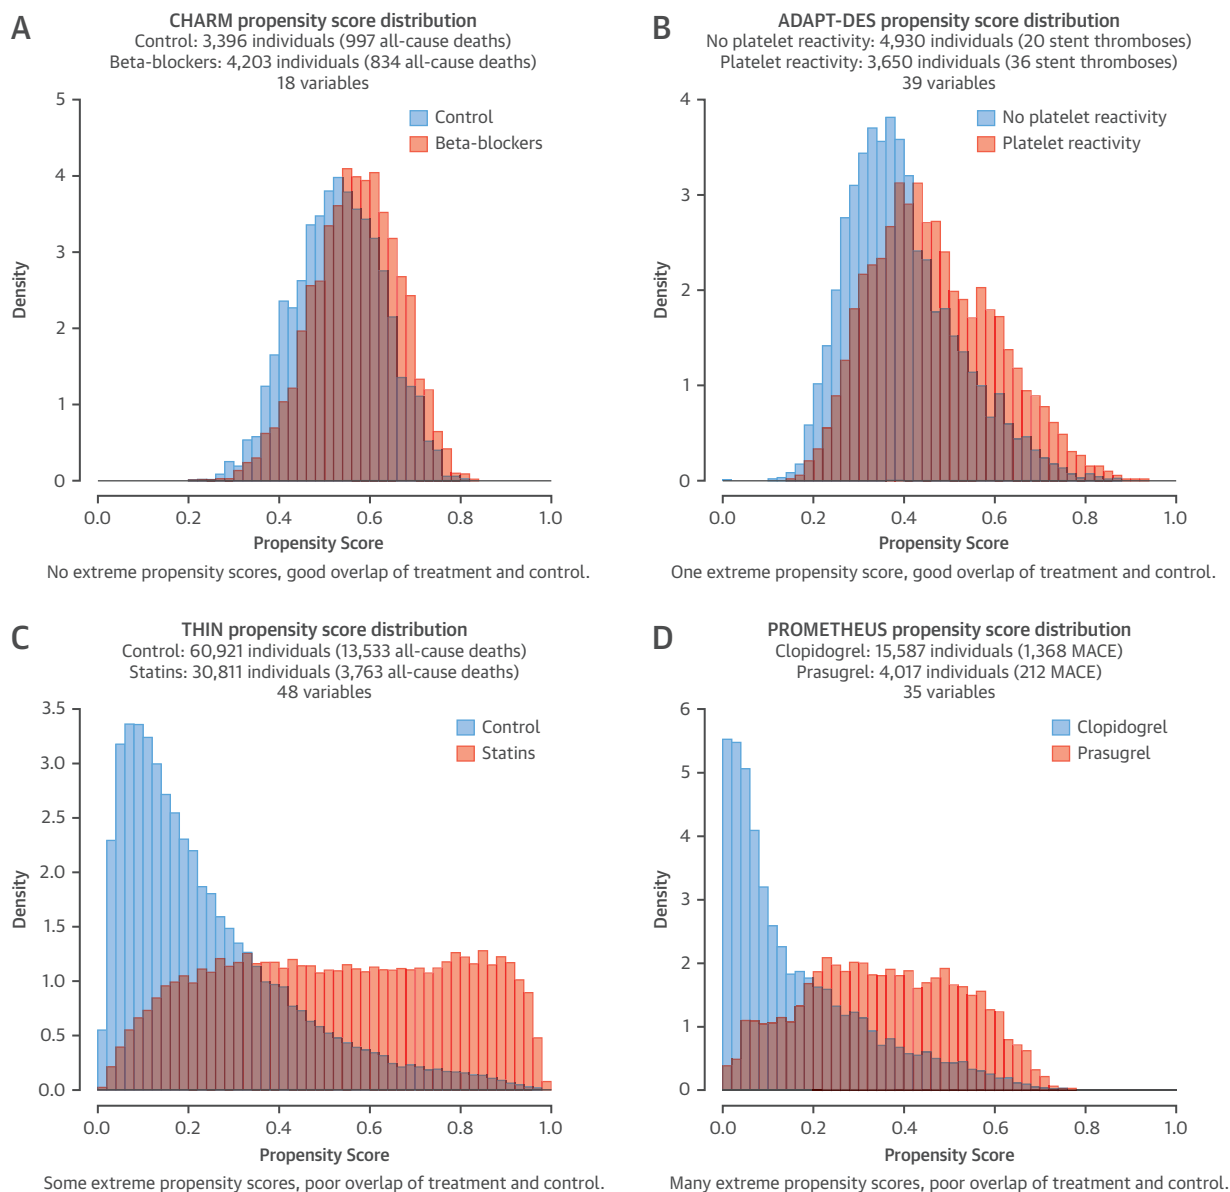 A
CHARM propensity score distribution
Control: 3,396 individuals (997 all-cause deaths)
Beta-blockers: 4,203 individuals (834 all-cause deaths)
18 variables
5
4
3
2
1
0
Density
Control
Beta-blockers
0.0 0.2 0.4 0.6 0.8 1.0
Propensity Score
No extreme propensity scores, good overlap of treatment and control.
B
ADAPT-DES propensity score distribution
No platelet reactivity: 4,930 individuals (20 stent thromboses)
Platelet reactivity: 3,650 individuals (36 stent thromboses)
39 variables
4
3
2
1
0
Density
No platelet reactivity
Platelet reactivity
0.0 0.2 0.4 0.6 0.8 1.0
Propensity Score
One extreme propensity score, good overlap of treatment and control.
C
THIN propensity score distribution
Control: 60,921 individuals (13,533 all-cause deaths)
Statins: 30,811 individuals (3,763 all-cause deaths)
48 variables
3.5
3.0
2.5
2.0
1.5
1.0
0.5
0.0
Density
Control
Statins
0.0 0.2 0.4 0.6 0.8 1.0
Propensity Score
Some extreme propensity scores, poor overlap of treatment and control.
D
PROMETHEUS propensity score distribution
Clopidogrel: 15,587 individuals (1,368 MACE)
Prasugrel: 4,017 individuals (212 MACE)
35 variables
6
5
4
3
2
1
0
Density
Clopidogrel
Prasugrel
0.0 0.2 0.4 0.6 0.8 1.0
Propensity Score
Many extreme propensity scores, poor overlap of treatment and control.